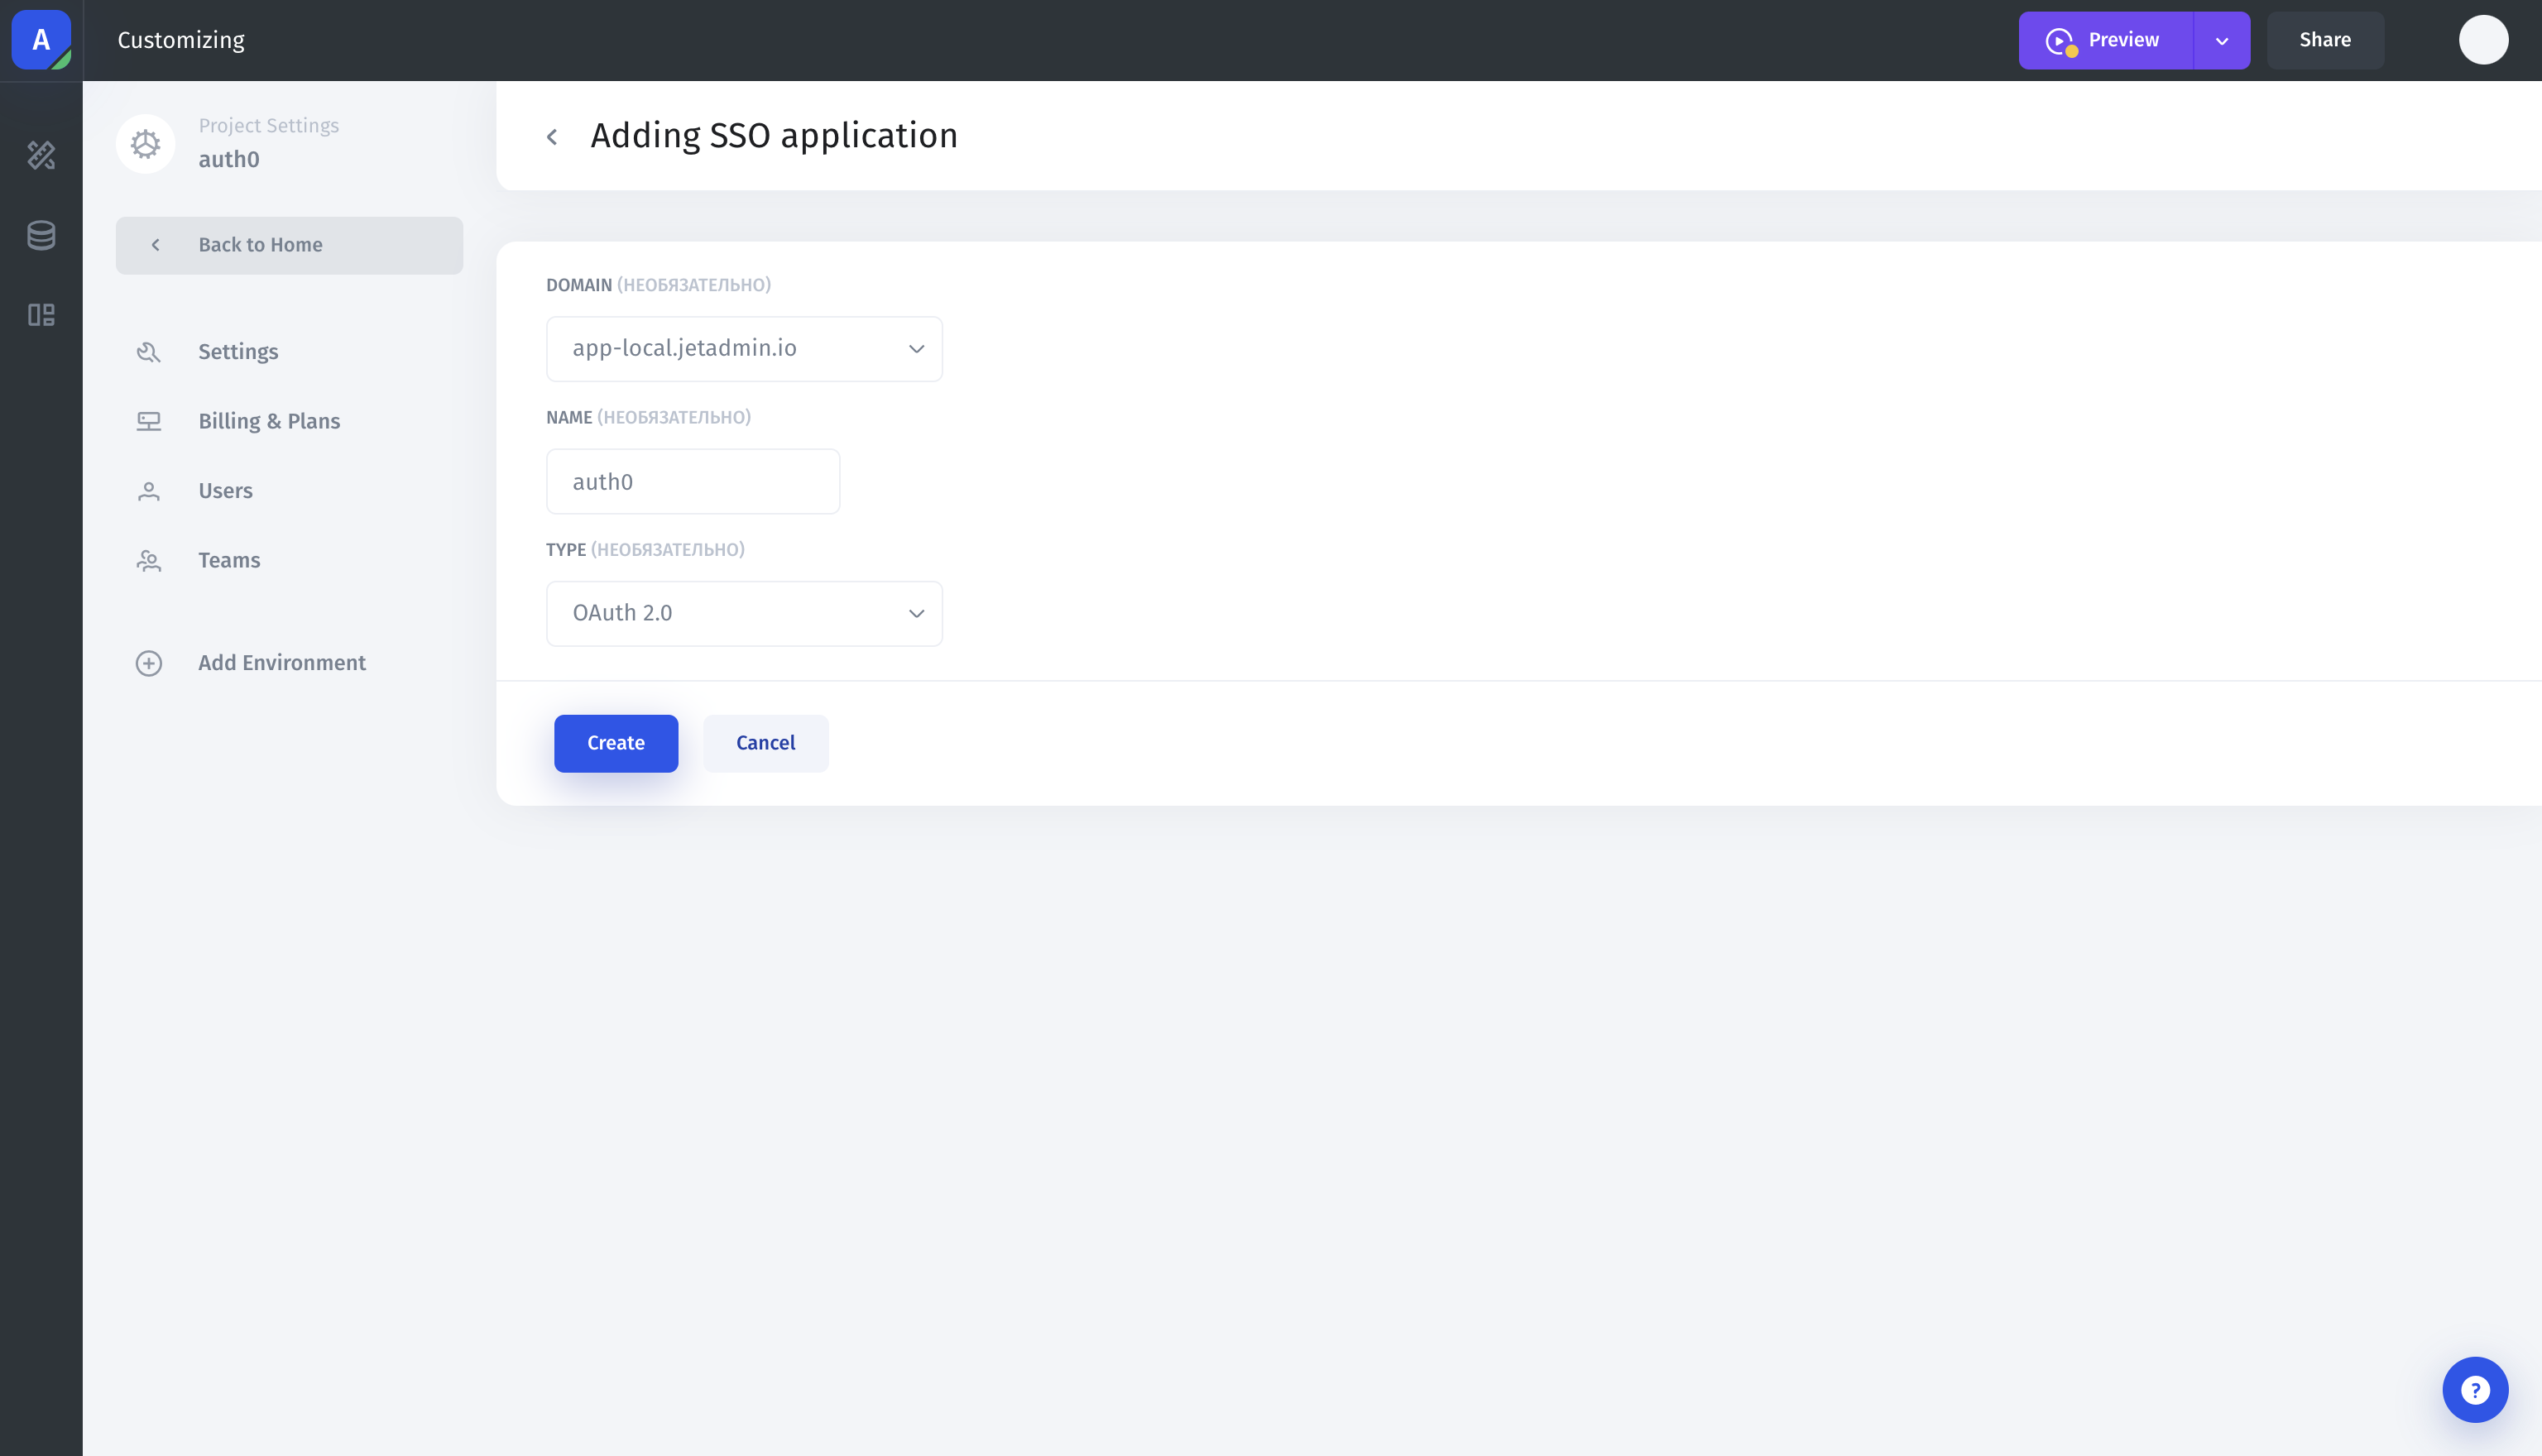 A
Customizing
Preview
Share
Project Settings
auth0
Back to Home
Settings
Billing & Plans
Users
Teams
Add Environment
Adding SSO application
DOMAIN (НЕОБЯЗАТЕЛЬНО)
app-local.jetadmin.io
NAME (НЕОБЯЗАТЕЛЬНО)
auth0
TYPE (НЕОБЯЗАТЕЛЬНО)
OAuth 2.0
Create
Cancel
?